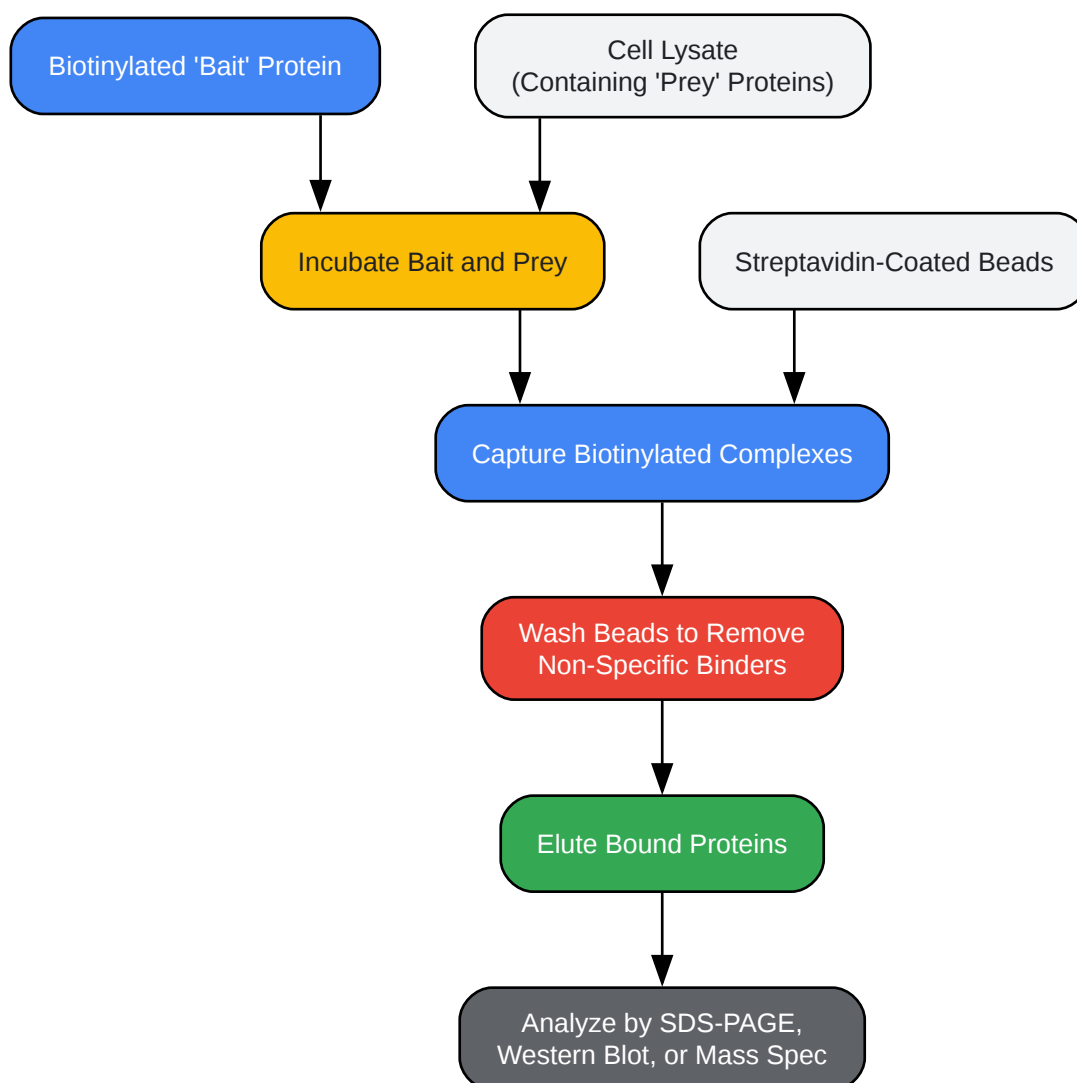 Biotinylated 'Bait' Protein
Cell Lysate
(Containing 'Prey' Proteins)
Incubate Bait and Prey
Streptavidin-Coated Beads
Capture Biotinylated Complexes
Wash Beads to Remove
Non-Specific Binders
Elute Bound Proteins
Analyze by SDS-PAGE,
Western Blot, or Mass Spec